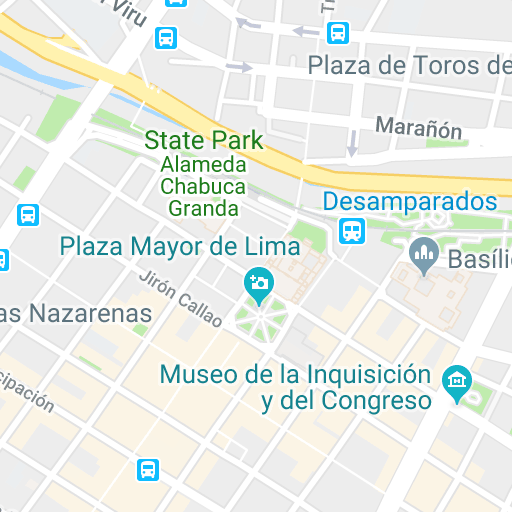 Viru
Plaza de Toros de
Marañón
State Park
Alameda
Chabuca
Granda
Desamparados
Plaza Mayor de Lima
Basíli
Jirón Callao
as Nazarenas
Museo de la Inquisición
y del Congreso
cipación